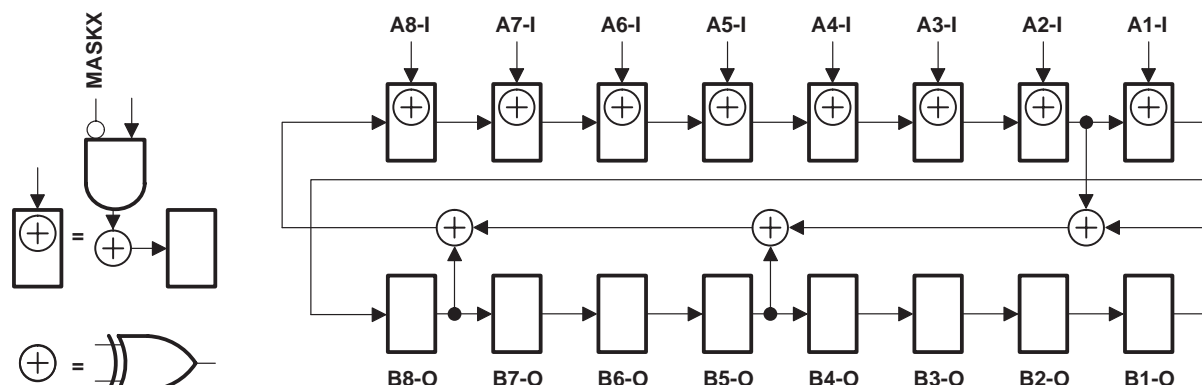 MASKX
=
=
A8-I A7-I A6-I A5-I A4-I A3-I A2-I A1-I
B8-O B7-O B6-O B5-O B4-O B3-O B2-O B1-O